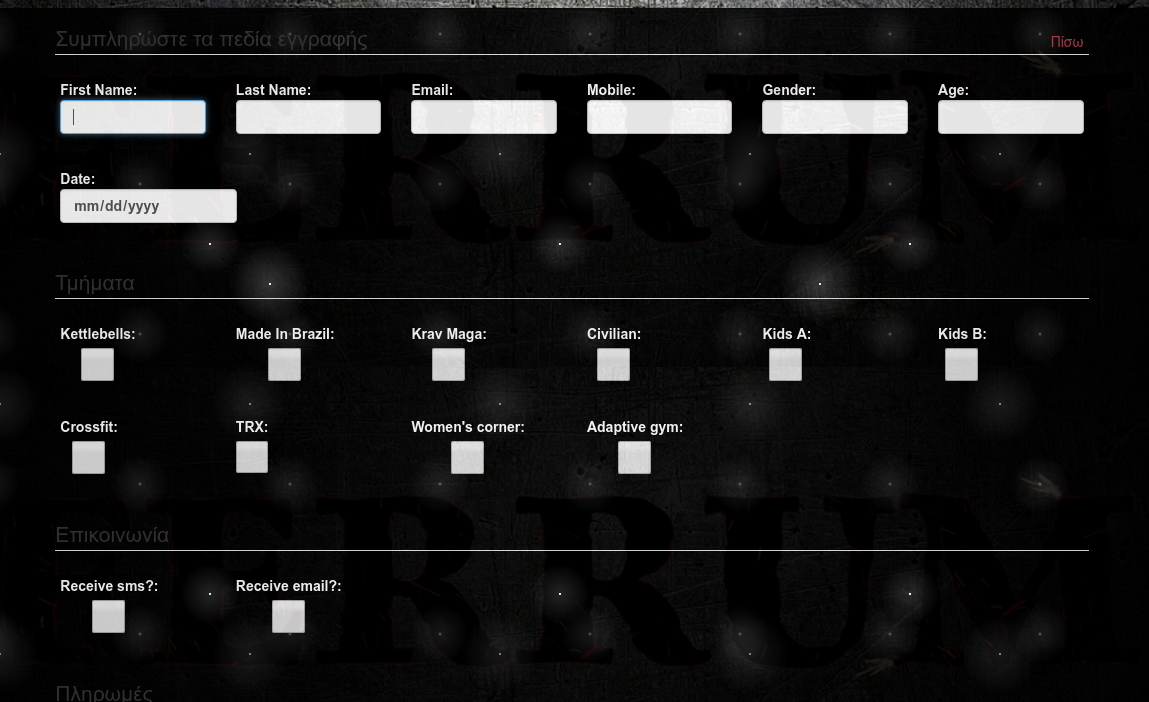 Συμπληρώστε τα πεδία εγγραφής
Πίσω
First Name: Last Name: Email: Mobile: Gender: Age:
Date:
mm/dd/yyyy
Τμήματα
Kettlebells: Made In Brazil: Krav Maga: Civilian: Kids A: Kids B:
Crossfit: TRX: Women's corner: Adaptive gym:
Επικοινωνία
Receive sms?: Receive email?:
Πληρωμές